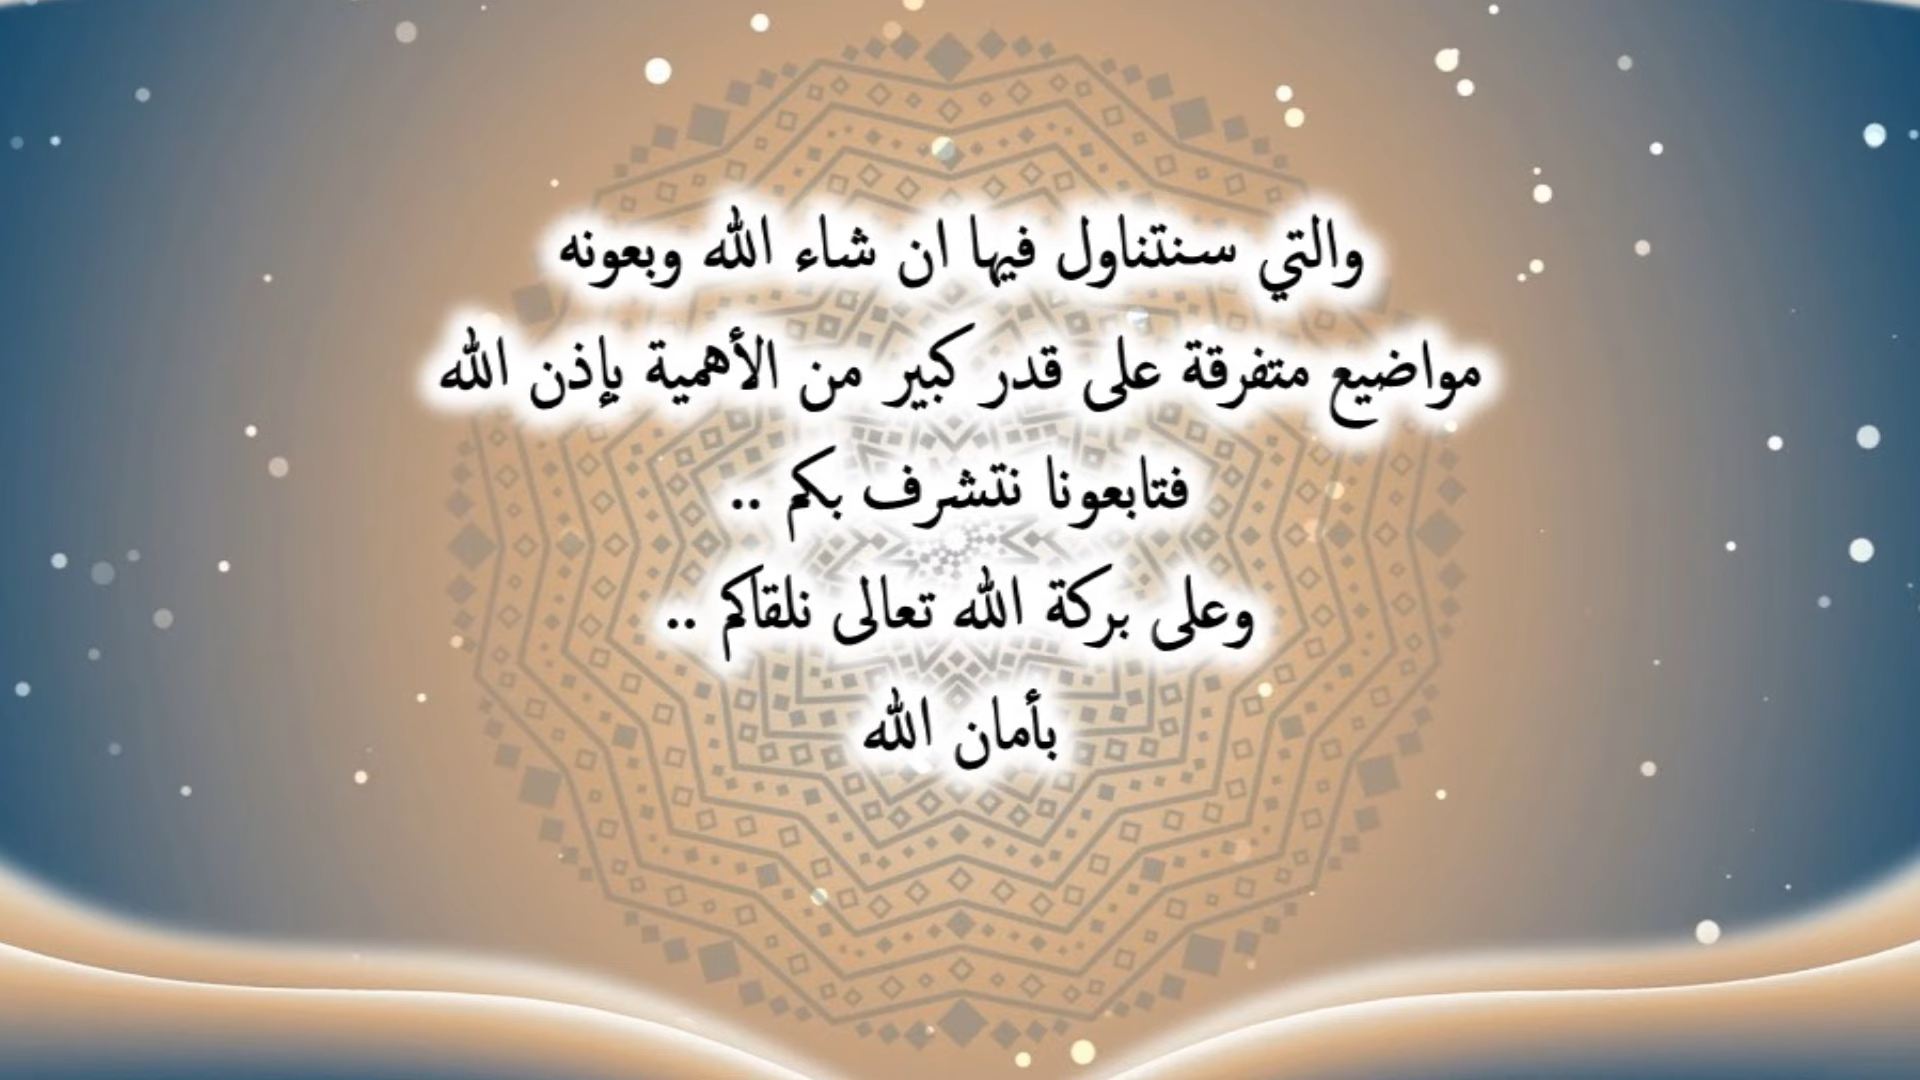 والتي سنتناول فيها ان شاء الله وبعونه
مواضيع متفرقة على قدر كبير من الأهمية بإذن الله
فتابعونا نتشرف بكم ..
وعلى بركة الله تعالى نلقاكم ..
بأمان الله